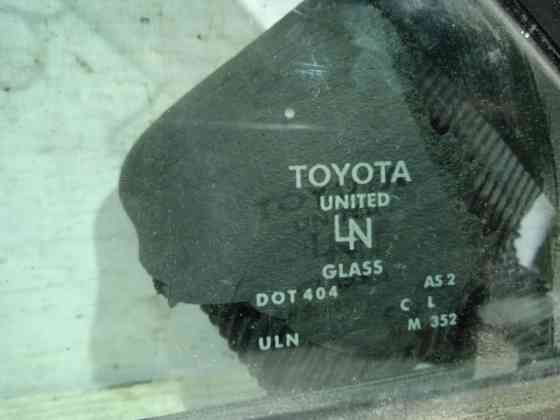 TOYOTA
UNITED
LN
GLASS
DOT 404 AS 2
C L
M 352
ULN